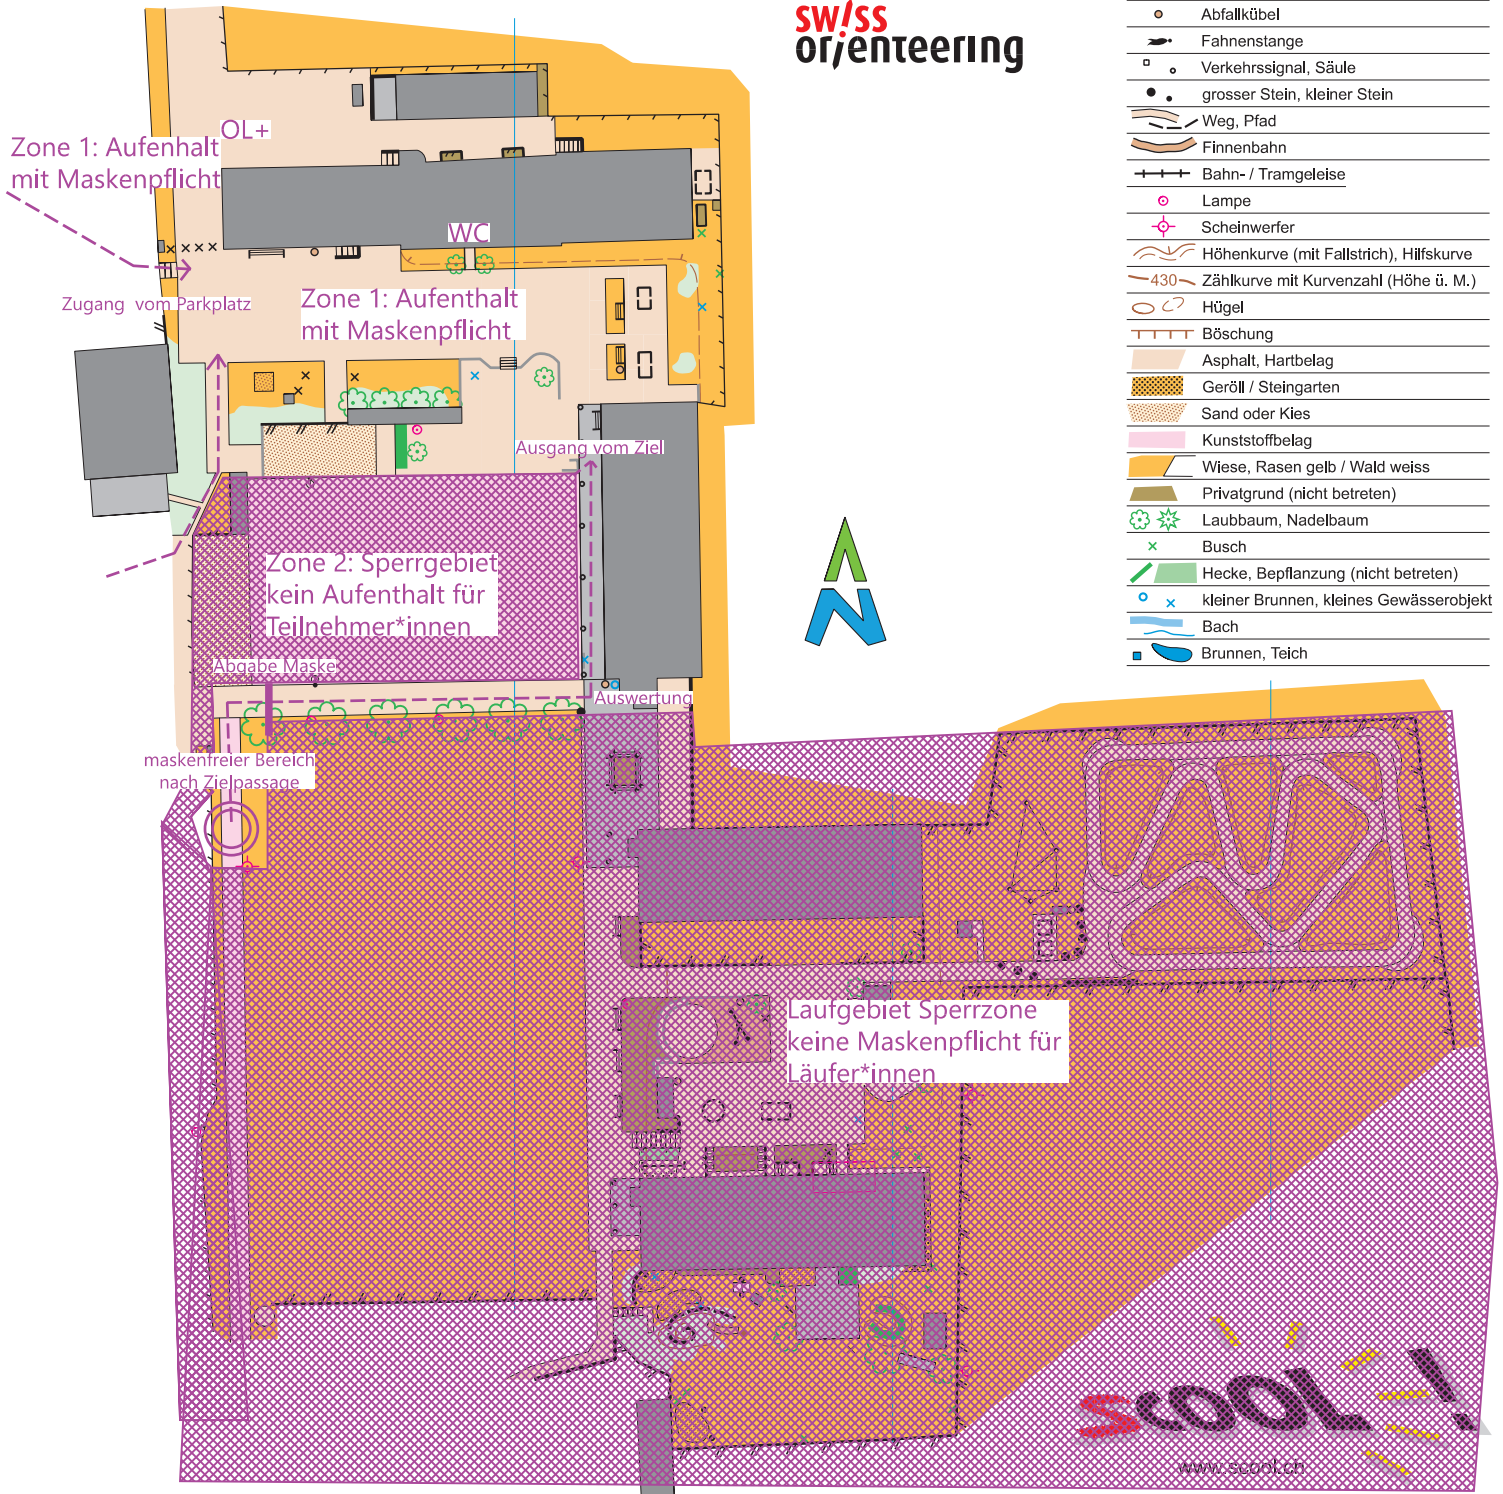 swiss
orienteering
Abfallkübel
Fahnenstange
Verkehrssignal, Säule
grosser Stein, kleiner Stein
Weg, Pfad
Finnenbahn
Bahn- / Tramgeleise
Lampe
Scheinwerfer
Höhenkurve (mit Fallstrich), Hilfskurve
430
Zählkurve mit Kurvenzahl (Höhe ü. M.)
Hügel
Böschung
Asphalt, Hartbelag
Geröll / Steingarten
Sand oder Kies
Kunststoffbelag
Wiese, Rasen gelb / Wald weiss
Privatgrund (nicht betreten)
Laubbaum, Nadelbaum
Busch
Hecke, Bepflanzung (nicht betreten)
kleiner Brunnen, kleines Gewässerobjekt
Bach
Brunnen, Teich
OL+
Zone 1: Aufenhalt
mit Maskenpflicht
WC
Zugang vom Parkplatz
Zone 1: Aufenthalt
mit Maskenpflicht
Ausgang vom Ziel
Zone 2: Sperrgebiet
kein Aufenthalt für
Teilnehmer*innen
Abgabe Maske
Auswertung
maskenfreier Bereich
nach Zielpassage
Laufgebiet Sperrzone
keine Maskenpflicht für
Läufer*innen
scool!
www.scool.ch